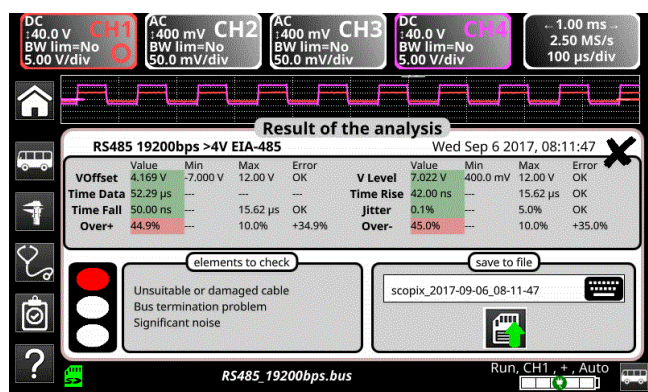 DC
↕40.0 V CH1
BW lim=No
5.00 V/div
AC
↕400 mV CH2
BW lim=No
50.0 mV/div
AC
↕400 mV CH3
BW lim=No
50.0 mV/div
DC
↕40.0 V CH4
BW lim=No
5.00 V/div
←1.00 ms→
2.50 MS/s
100 µs/div
Result of the analysis
RS485 19200bps >4V EIA-485 Wed Sep 6 2017, 08:11:47
Value Min Max Error Value Min Max Error
VOffset 4.169 V -7.000 V 12.00 V OK V Level 7.022 V 400.0 mV 12.00 V OK
Time Data 52.29 µs --- --- --- Time Rise 42.00 ns --- 15.62 µs OK
Time Fall 50.00 ns --- 15.62 µs OK Jitter 0.1% --- 5.0% OK
Over+ 44.9% --- 10.0% +34.9% Over- 45.0% --- 10.0% +35.0%
elements to check
Unsuitable or damaged cable
Bus termination problem
Significant noise
save to file
scopix_2017-09-06_08-11-47
?
RS485_19200bps.bus
Run, CH1 , + , Auto